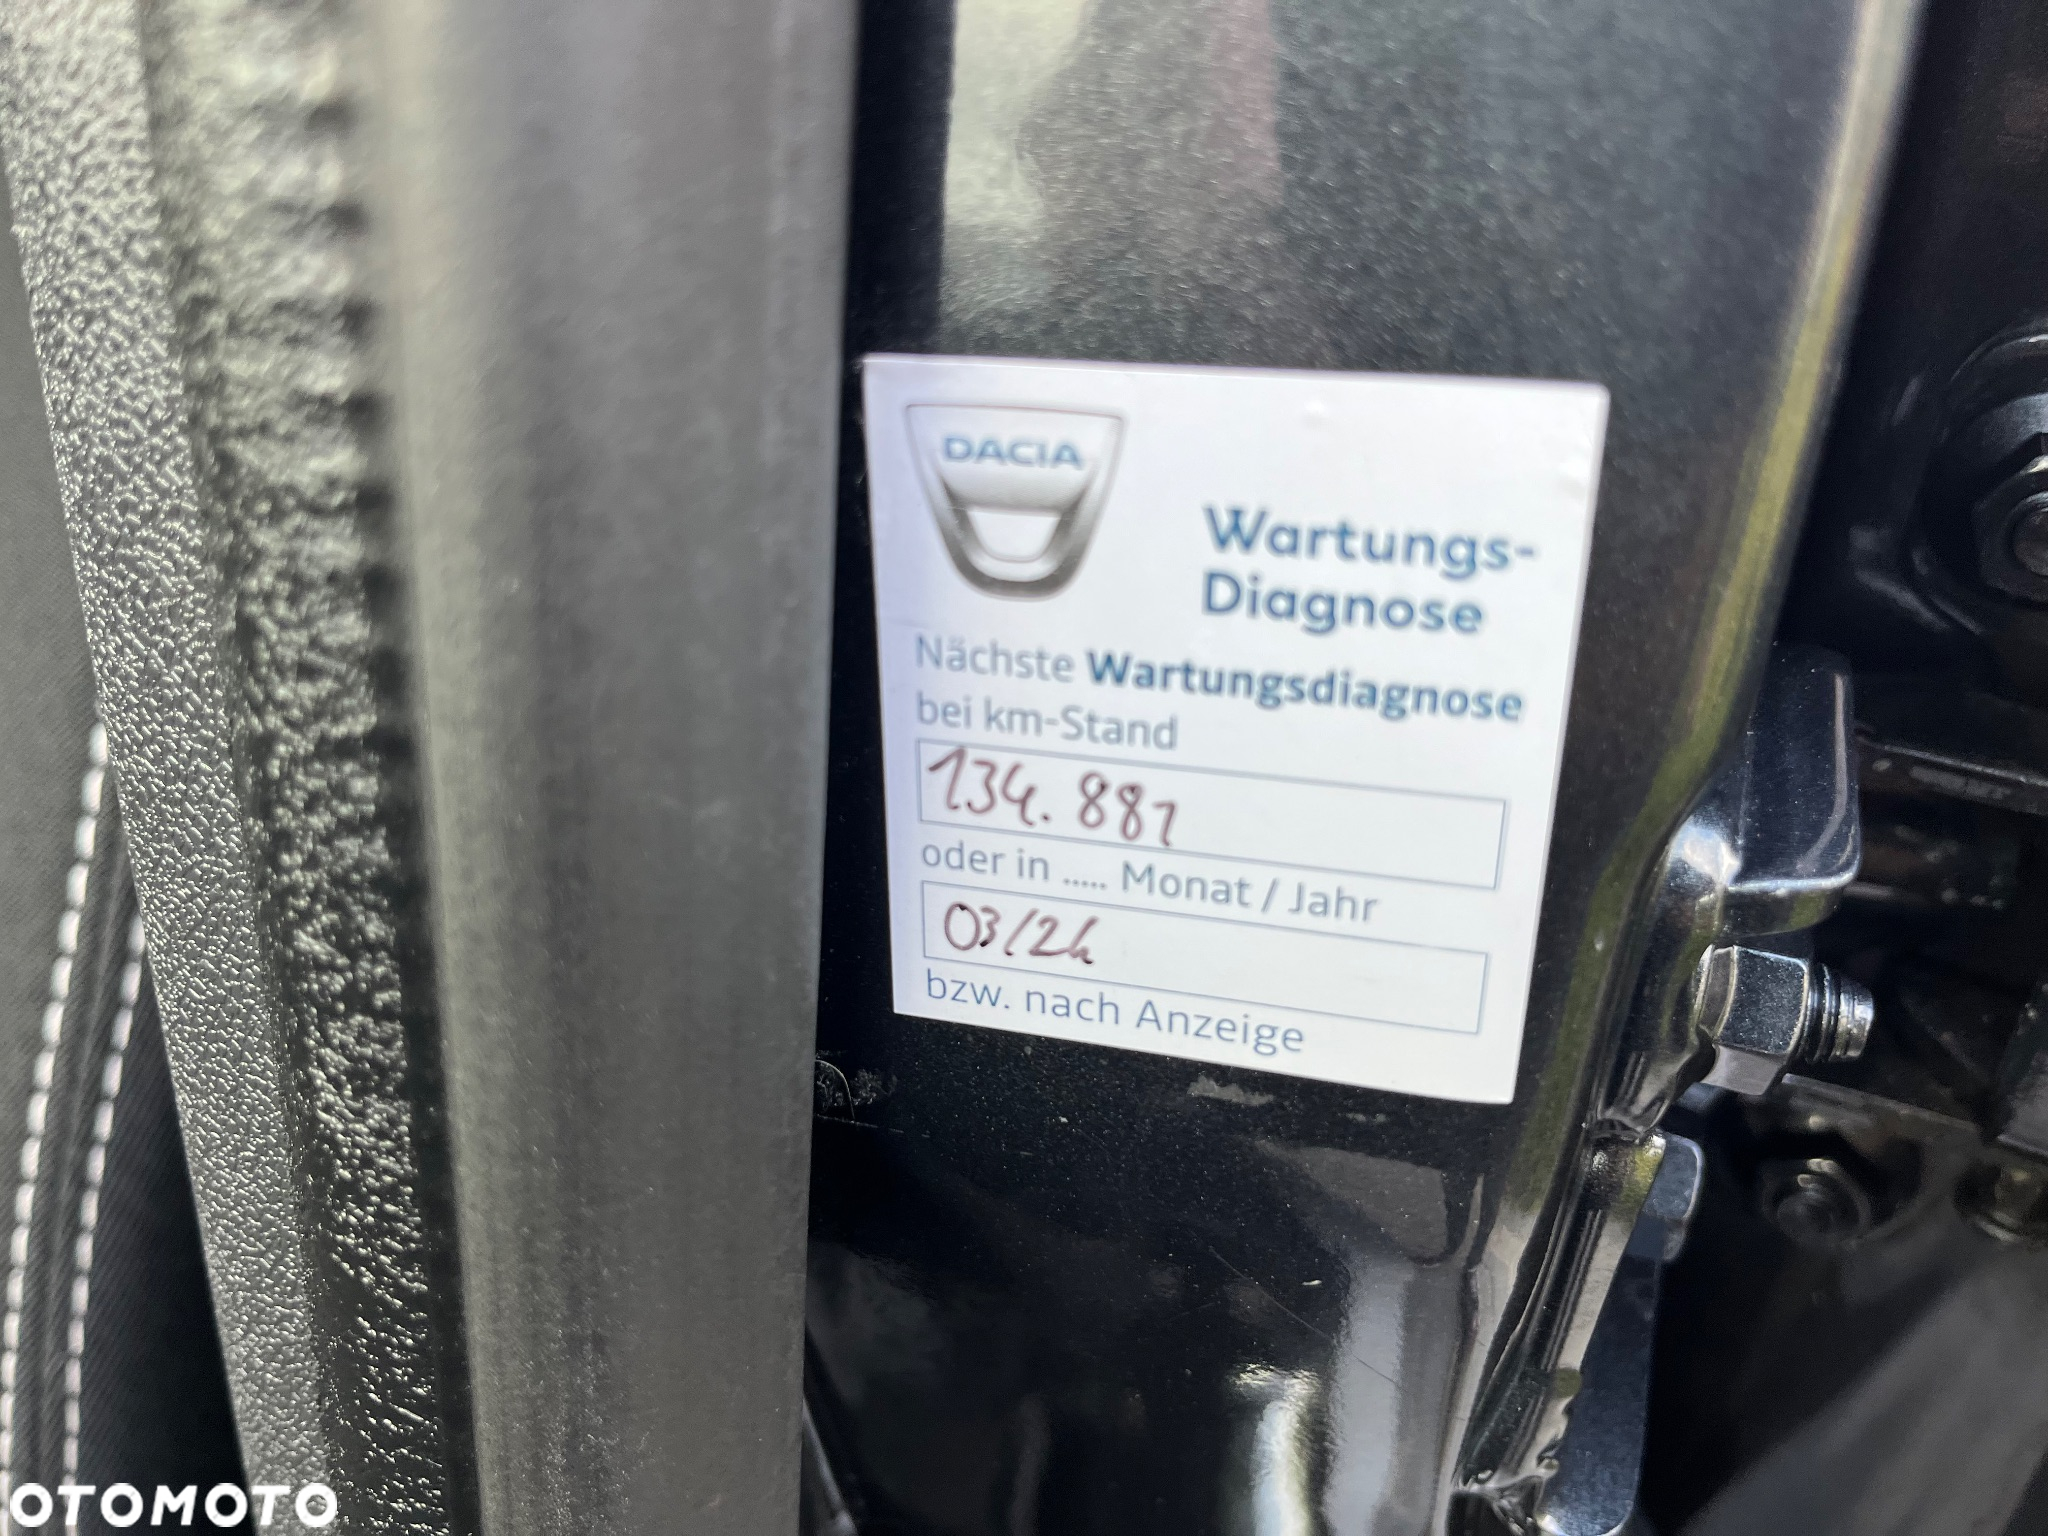 DACIA
Wartungs-
Diagnose
Nächste Wartungsdiagnose
bei km-Stand
134.881
oder in ..... Monat / Jahr
03/24
bzw. nach Anzeige
OTOMOTO